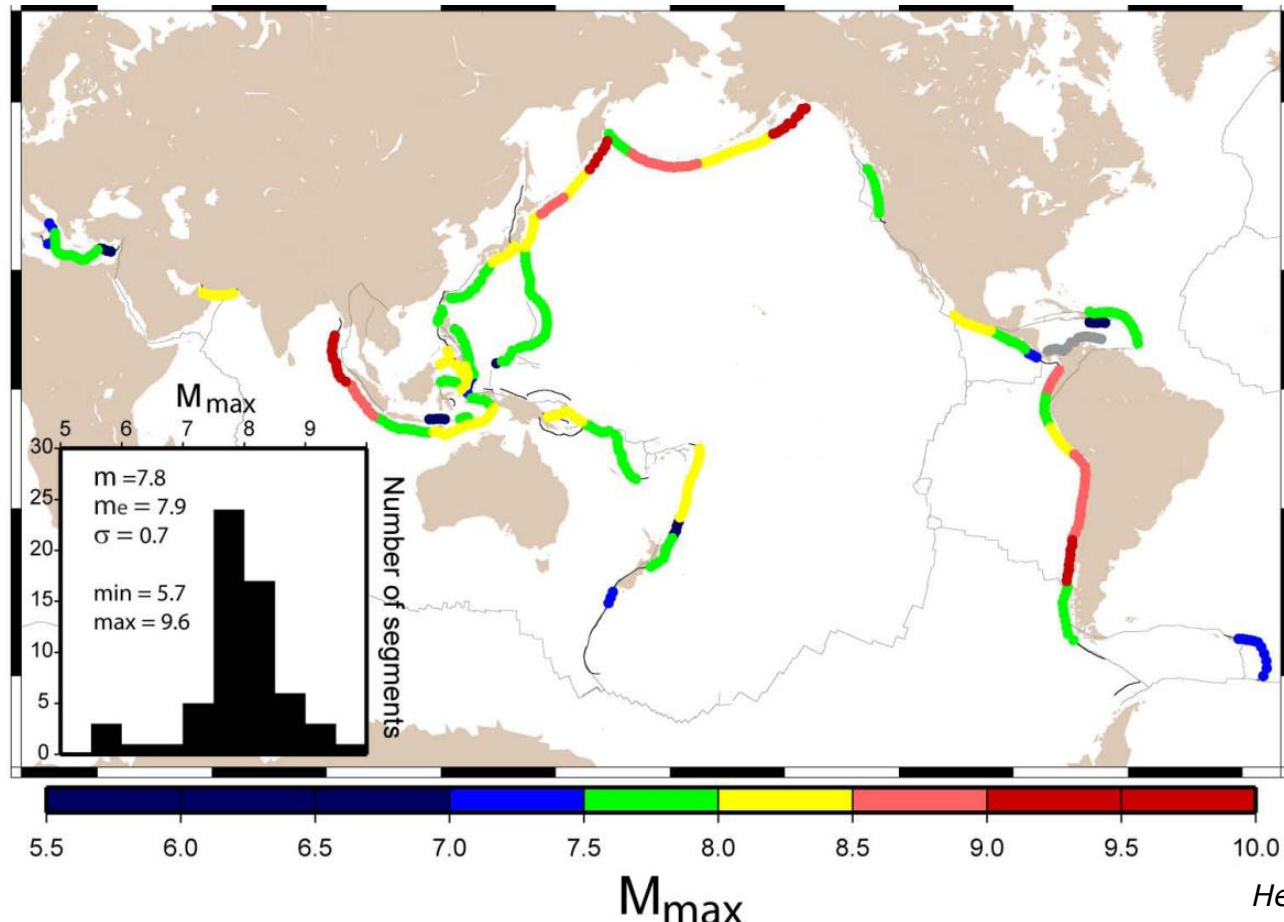 Mmax
5 6 7 8 9
30
25
20
15
10
5
0
m =7.8
me = 7.9
σ = 0.7
min = 5.7
max = 9.6
Number of segments
5.5 6.0 6.5 7.0 7.5 8.0 8.5 9.0 9.5 10.0
Mmax
He